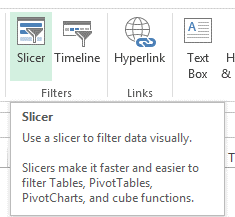 Slicer Timeline Hyperlink Text
Box
Filters Links
Slicer
Use a slicer to filter data visually.
Slicers make it faster and easier to
filter Tables, PivotTables,
PivotCharts, and cube functions.
T